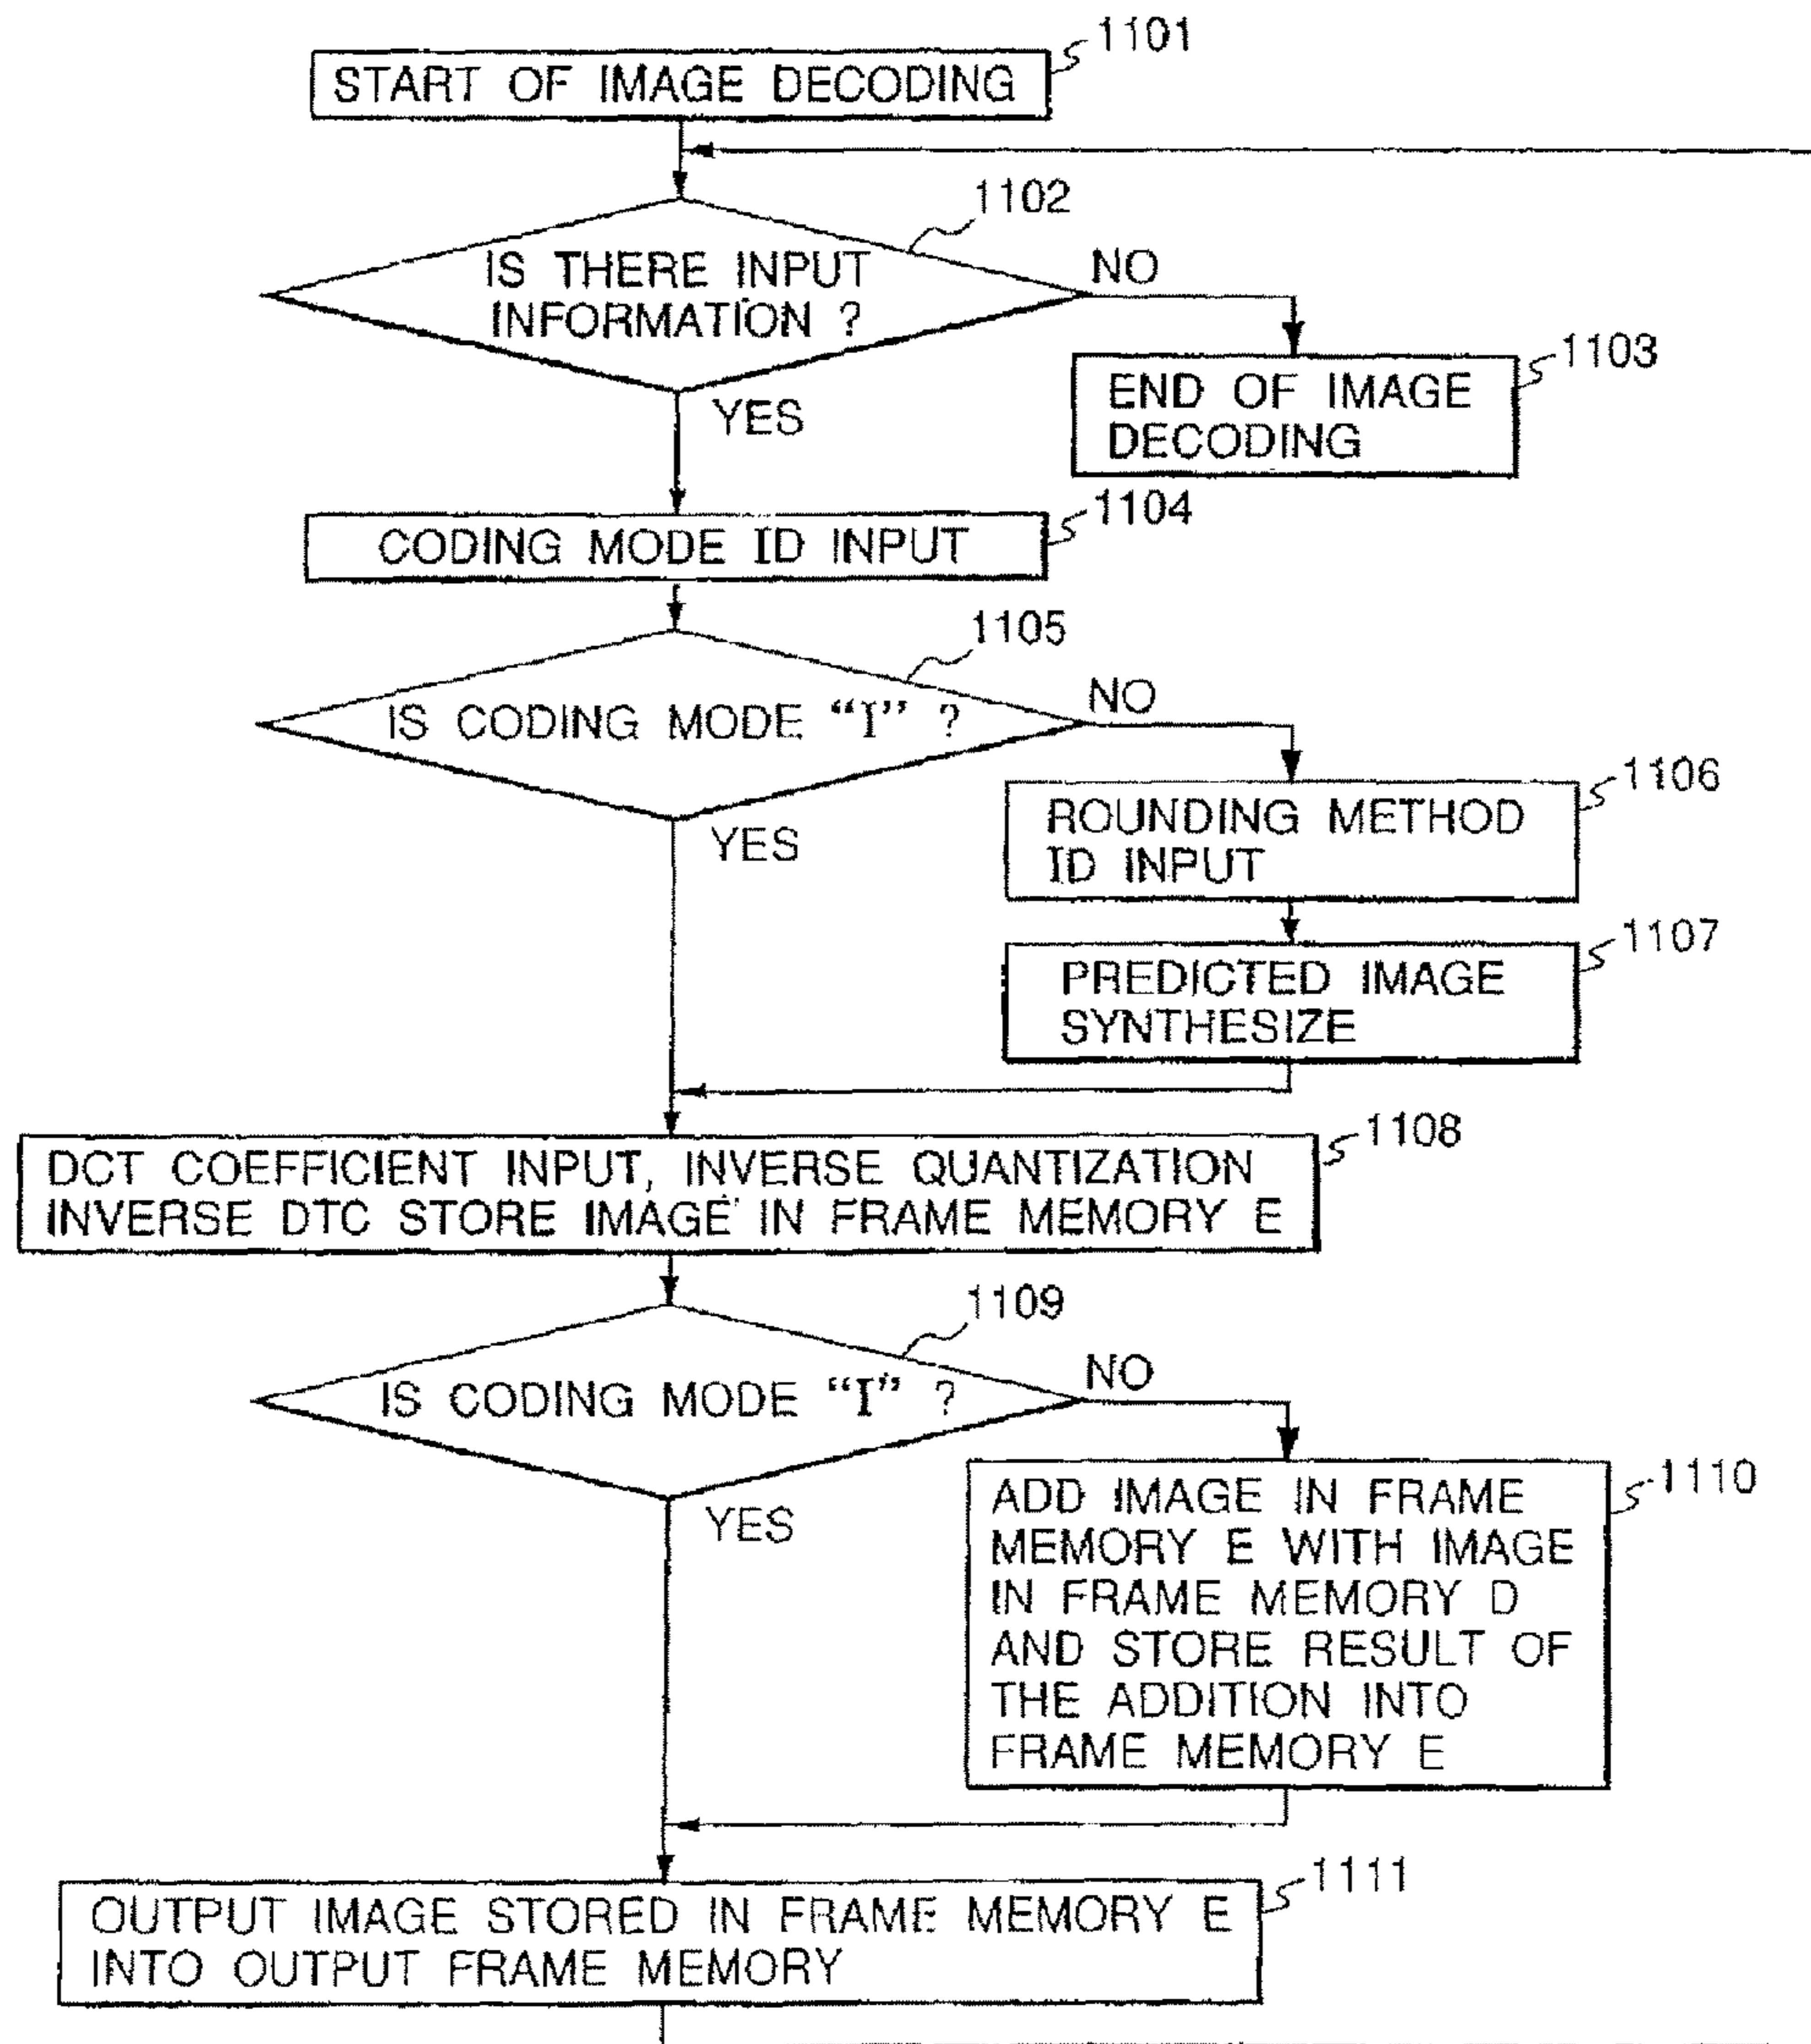 1101
START OF IMAGE DECODING
1102
IS THERE INPUT
INFORMATION ?
NO
YES
1103
END OF IMAGE
DECODING
1104
CODING MODE ID INPUT
1105
IS CODING MODE “I” ?
NO
YES
1106
ROUNDING METHOD
ID INPUT
1107
PREDICTED IMAGE
SYNTHESIZE
1108
DCT COEFFICIENT INPUT, INVERSE QUANTIZATION
INVERSE DTC STORE IMAGE IN FRAME MEMORY E
1109
IS CODING MODE “I” ?
NO
YES
1110
ADD IMAGE IN FRAME
MEMORY E WITH IMAGE
IN FRAME MEMORY D
AND STORE RESULT OF
THE ADDITION INTO
FRAME MEMORY E
1111
OUTPUT IMAGE STORED IN FRAME MEMORY E
INTO OUTPUT FRAME MEMORY